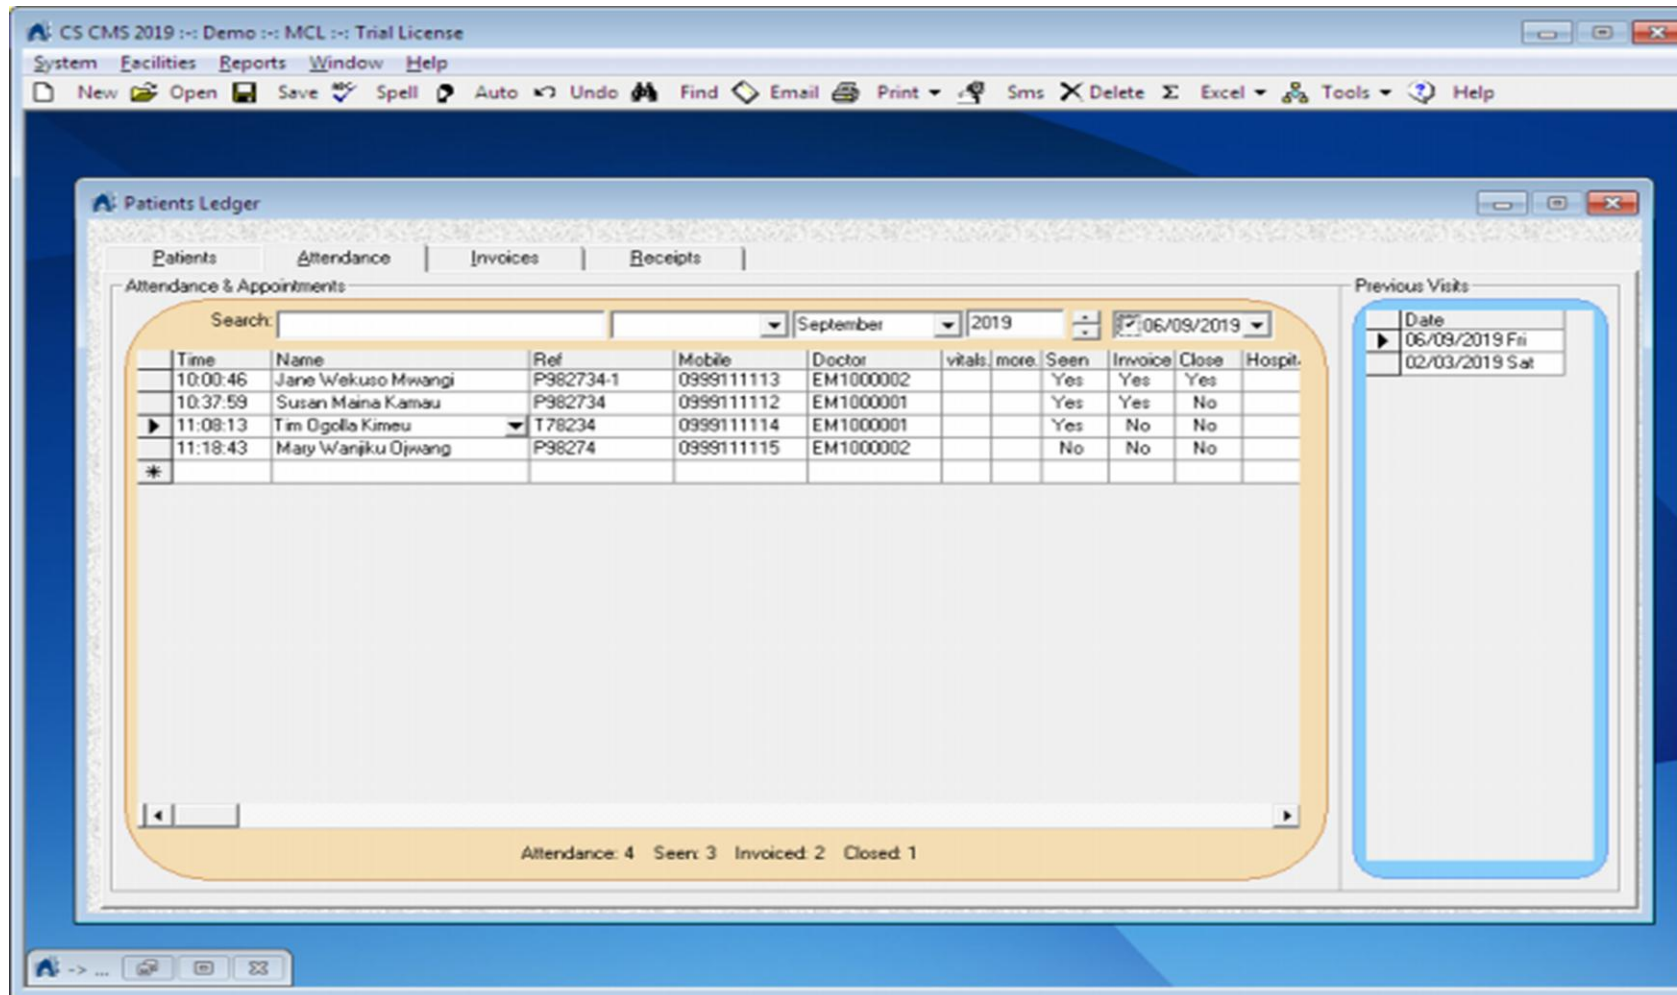 CS CMS 2019 :-: Demo :-: MCL :-: Trial License
System Facilities Reports Window Help
New Open Save Spell Auto Undo Find Email Print Sms Delete Σ Excel Tools Help
Patients Ledger
Patients Attendance Invoices Receipts
Attendance & Appointments Previous Visits
Search: September 2019 06/09/2019
Time Name Ref Mobile Doctor vitals. more. Seen Invoice Close Hospit.
10:00:46 Jane Wekuso Mwangi P982734-1 0999111113 EM1000002 Yes Yes Yes
10:37:59 Susan Maina Kamau P982734 0999111112 EM1000001 Yes Yes No
11:08:13 Tim Ogolla Kimeu T78234 0999111114 EM1000001 Yes No No
11:18:43 Mary Wanjiku Ojwang P98274 0999111115 EM1000002 No No No
Attendance: 4 Seen: 3 Invoiced: 2 Closed: 1
Date
06/09/2019 Fri
02/03/2019 Sat
-> ...